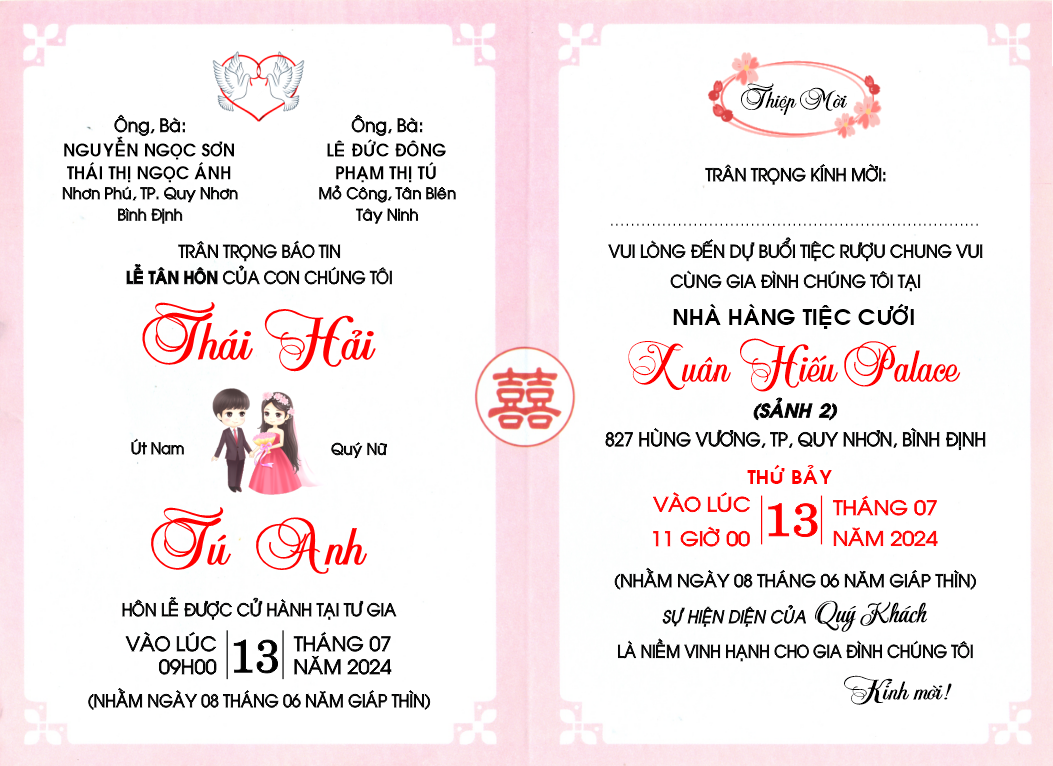 Ông, Bà:
NGUYỄN NGỌC SƠN
THÁI THỊ NGỌC ÁNH
Nhơn Phú, TP. Quy Nhơn
Bình Định
Ông, Bà:
LÊ ĐỨC ĐÔNG
PHẠM THỊ TÚ
Mỏ Công, Tân Biên
Tây Ninh
TRÂN TRỌNG BÁO TIN
LỄ TÂN HÔN CỦA CON CHÚNG TÔI
Thái Hải
Út Nam
Quý Nữ
Tú Anh
HÔN LỄ ĐƯỢC CỬ HÀNH TẠI TƯ GIA
VÀO LÚC
09H00
13
THÁNG 07
NĂM 2024
(NHẰM NGÀY 08 THÁNG 06 NĂM GIÁP THÌN)
囍
Thiệp Mời
TRÂN TRỌNG KÍNH MỜI:
........................................................................
VUI LÒNG ĐẾN DỰ BUỔI TIỆC RƯỢU CHUNG VUI
CÙNG GIA ĐÌNH CHÚNG TÔI TẠI
NHÀ HÀNG TIỆC CƯỚI
Xuân Hiếu Palace
(SẢNH 2)
827 HÙNG VƯƠNG, TP, QUY NHƠN, BÌNH ĐỊNH
THỨ BẢY
VÀO LÚC
11 GIỜ 00
13
THÁNG 07
NĂM 2024
(NHẰM NGÀY 08 THÁNG 06 NĂM GIÁP THÌN)
SỰ HIỆN DIỆN CỦA Quý Khách
LÀ NIỀM VINH HẠNH CHO GIA ĐÌNH CHÚNG TÔI
Kính mời!